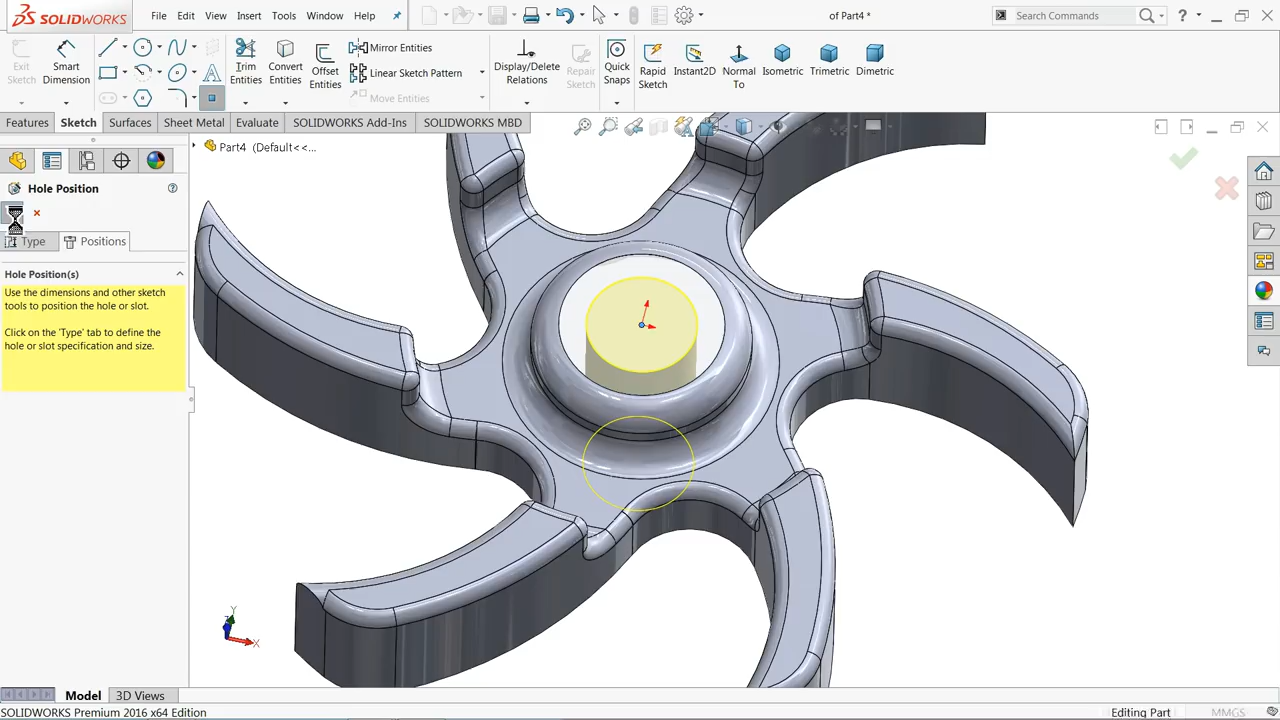 SOLIDWORKS File Edit View Insert Tools Window Help of Part4 * Search Commands
Exit Sketch
Smart Dimension
Trim Entities
Convert Entities
Offset Entities
Mirror Entities
Linear Sketch Pattern
Move Entities
Display/Delete Relations
Repair Sketch
Quick Snaps
Rapid Sketch
Instant2D
Normal To
Isometric
Trimetric
Dimetric
Features Sketch Surfaces Sheet Metal Evaluate SOLIDWORKS Add-Ins SOLIDWORKS MBD
Part4 (Default<<...
Hole Position
Type Positions
Hole Position(s)
Use the dimensions and other sketch
tools to position the hole or slot.
Click on the 'Type' tab to define the
hole or slot specification and size.
Y
X
Model 3D Views
SOLIDWORKS Premium 2016 x64 Edition Editing Part MMGS